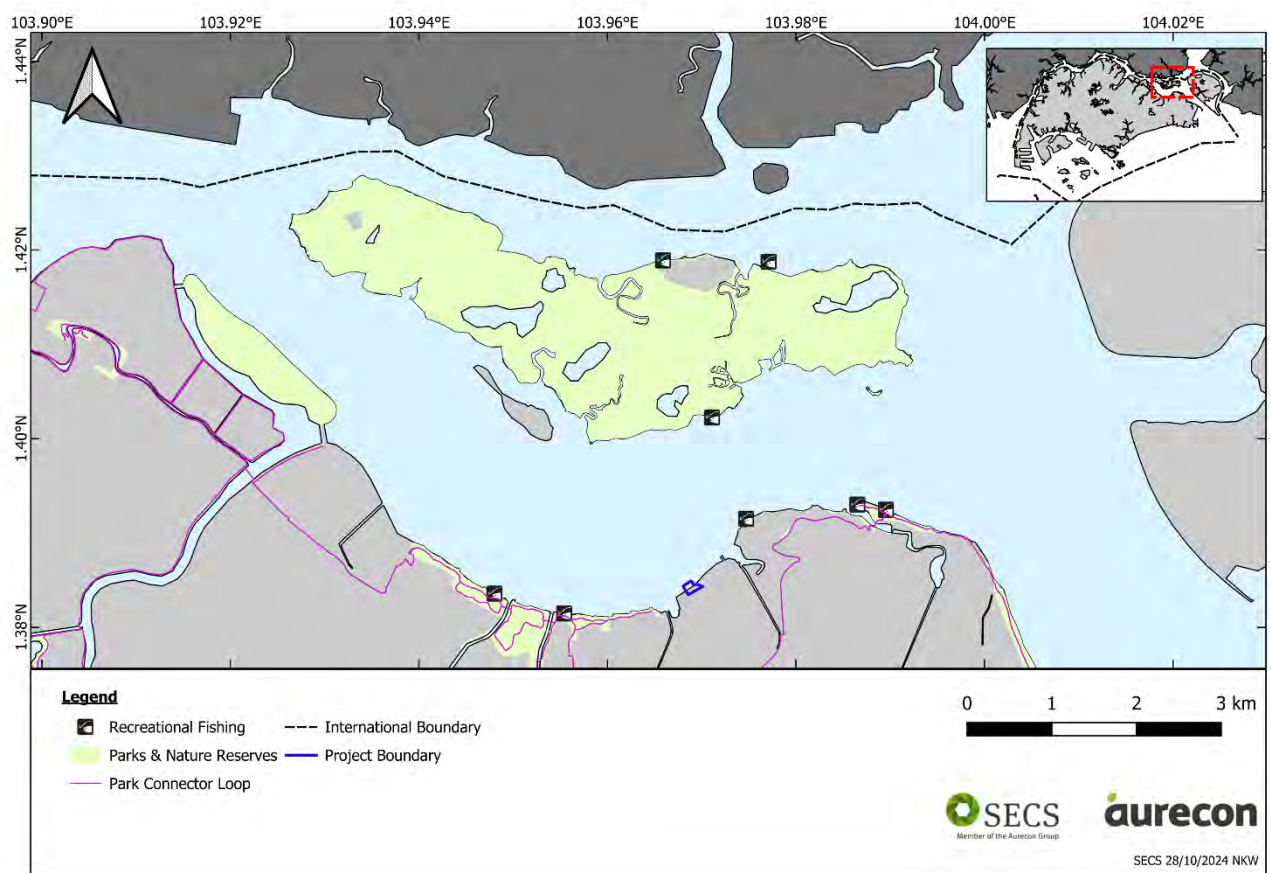 103.90°E 103.92°E 103.94°E 103.96°E 103.98°E 104.00°E 104.02°E
1.44°N
1.42°N
1.40°N
1.38°N
Legend
Recreational Fishing
International Boundary
Parks & Nature Reserves
Project Boundary
Park Connector Loop
0 1 2 3 km
SECS
Member of the Aurecon Group
aurecon
SECS 28/10/2024 NKW